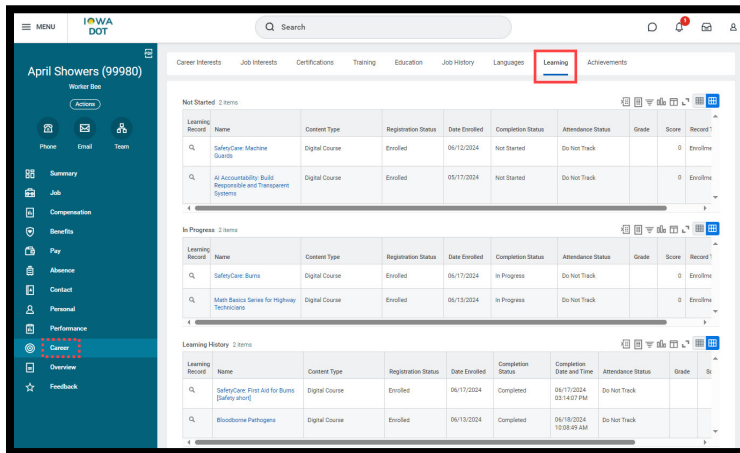 MENU
IOWA
DOT
Search
1
PDF
April Showers (99980)
Worker Bee
Actions
Phone Email Team
Summary
Job
Compensation
Benefits
Pay
Absence
Contact
Personal
Performance
Career
Overview
Feedback
Career Interests Job Interests Certifications Training Education Job History Languages Learning Achievements
Not Started 2 items
Learning
Record Name Content Type Registration Status Date Enrolled Completion Status Attendance Status Grade Score Record T
SafetyCare: Machine
Guards
Digital Course Enrolled 06/12/2024 Not Started Do Not Track 0 Enrollme
AI Accountability: Build
Responsible and Transparent
Systems
Digital Course Enrolled 05/17/2024 Not Started Do Not Track 0 Enrollme
In Progress 2 items
Learning
Record Name Content Type Registration Status Date Enrolled Completion Status Attendance Status Grade Score Record T
SafetyCare: Burns Digital Course Enrolled 06/17/2024 In Progress Do Not Track 0 Enrollme
Math Basics Series for Highway
Technicians
Digital Course Enrolled 06/13/2024 In Progress Do Not Track 0 Enrollme
Learning History 2 items
Learning
Record Name Content Type Registration Status Date Enrolled Completion
Status Completion
Date and Time Attendance Status Grade Sc
SafetyCare: First Aid for Burns
[Safety short]
Digital Course Enrolled 06/17/2024 Completed 06/17/2024
03:14:07 PM Do Not Track
Bloodborne Pathogens Digital Course Enrolled 06/13/2024 Completed 06/18/2024
10:08:49 AM Do Not Track